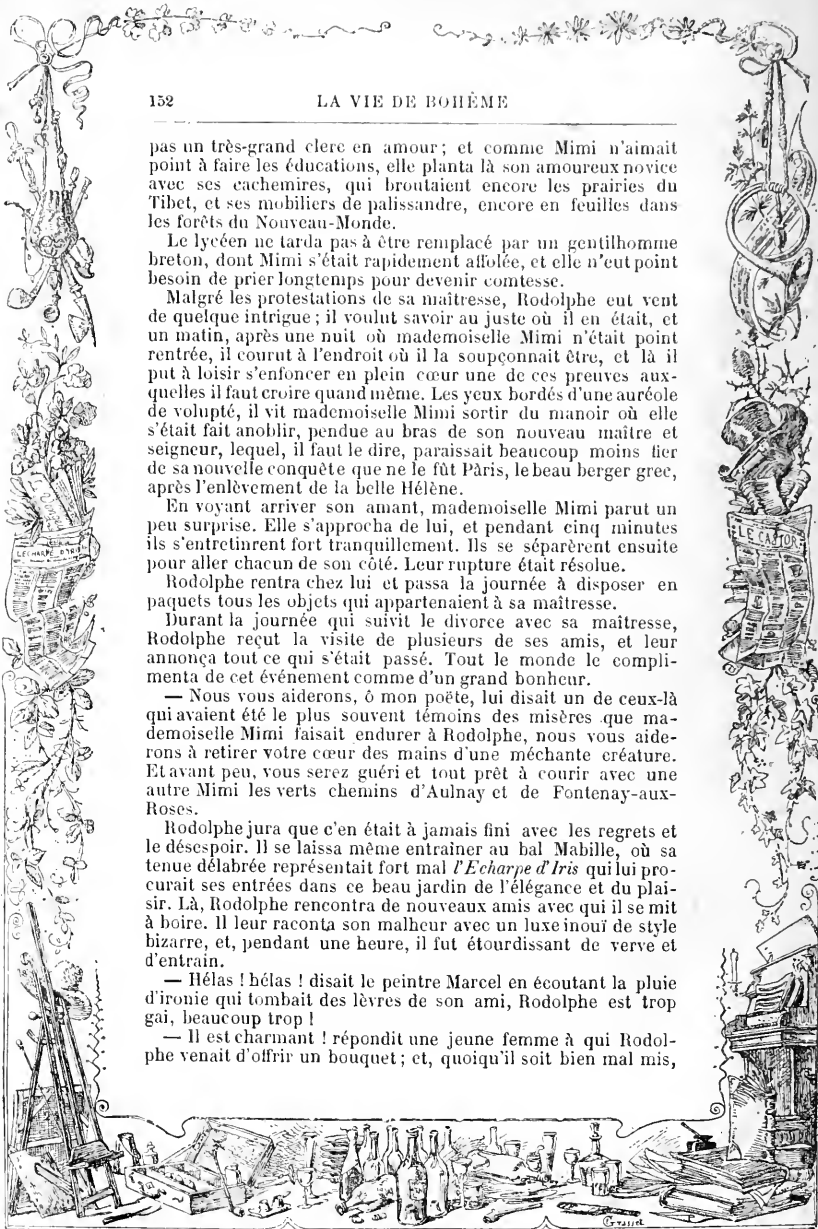 152 LA VIE DE BOHÈME
pas un très-grand clerc en amour ; et comme Mimi n'aimait
point à faire les éducations, elle planta là son amoureux novice
avec ses cachemires, qui broutaient encore les prairies du
Tibet, et ses mobiliers de palissandre, encore en feuilles dans
les forêts du Nouveau-Monde.
Le lycéen ne tarda pas à être remplacé par un gentilhomme
breton, dont Mimi s'était rapidement affolée, et elle n'eut point
besoin de prier longtemps pour devenir comtesse.
Malgré les protestations de sa maîtresse, Rodolphe eut vent
de quelque intrigue ; il voulut savoir au juste où il en était, et
un matin, après une nuit où mademoiselle Mimi n'était point
rentrée, il courut à l'endroit où il la soupçonnait être, et là il
put à loisir s'enfoncer en plein cœur une de ces preuves aux-
quelles il faut croire quand même. Les yeux bordés d'une auréole
de volupté, il vit mademoiselle Mimi sortir du manoir où elle
s'était fait anoblir, pendue au bras de son nouveau maître et
seigneur, lequel, il faut le dire, paraissait beaucoup moins fier
de sa nouvelle conquête que ne le fût Pâris, le beau berger grec,
après l'enlèvement de la belle Hélène.
En voyant arriver son amant, mademoiselle Mimi parut un
peu surprise. Elle s'approcha de lui, et pendant cinq minutes
ils s'entretinrent fort tranquillement. Ils se séparèrent ensuite
pour aller chacun de son côté. Leur rupture était résolue.
Rodolphe rentra chez lui et passa la journée à disposer en
paquets tous les objets qui appartenaient à sa maîtresse.
Durant la journée qui suivit le divorce avec sa maîtresse,
Rodolphe reçut la visite de plusieurs de ses amis, et leur
annonça tout ce qui s'était passé. Tout le monde le compli-
menta de cet événement comme d'un grand bonheur.
— Nous vous aiderons, ô mon poëte, lui disait un de ceux-là
qui avaient été le plus souvent témoins des misères que ma-
demoiselle Mimi faisait endurer à Rodolphe, nous vous aide-
rons à retirer votre cœur des mains d'une méchante créature.
Et avant peu, vous serez guéri et tout prêt à courir avec une
autre Mimi les verts chemins d'Aulnay et de Fontenay-aux-
Roses.
Rodolphe jura que c'en était à jamais fini avec les regrets et
le désespoir. Il se laissa même entraîner au bal Mabille, où sa
tenue délabrée représentait fort mal l'Echarpe d'Iris qui lui pro-
curait ses entrées dans ce beau jardin de l'élégance et du plai-
sir. Là, Rodolphe rencontra de nouveaux amis avec qui il se mit
à boire. Il leur raconta son malheur avec un luxe inouï de style
bizarre, et, pendant une heure, il fut étourdissant de verve et
d'entrain.
— Hélas ! hélas ! disait le peintre Marcel en écoutant la pluie
d'ironie qui tombait des lèvres de son ami, Rodolphe est trop
gai, beaucoup trop !
— Il est charmant ! répondit une jeune femme à qui Rodol-
phe venait d'offrir un bouquet ; et, quoiqu'il soit bien mal mis,
LECHARPE D'IRIS
LE CASTOR
Grasset